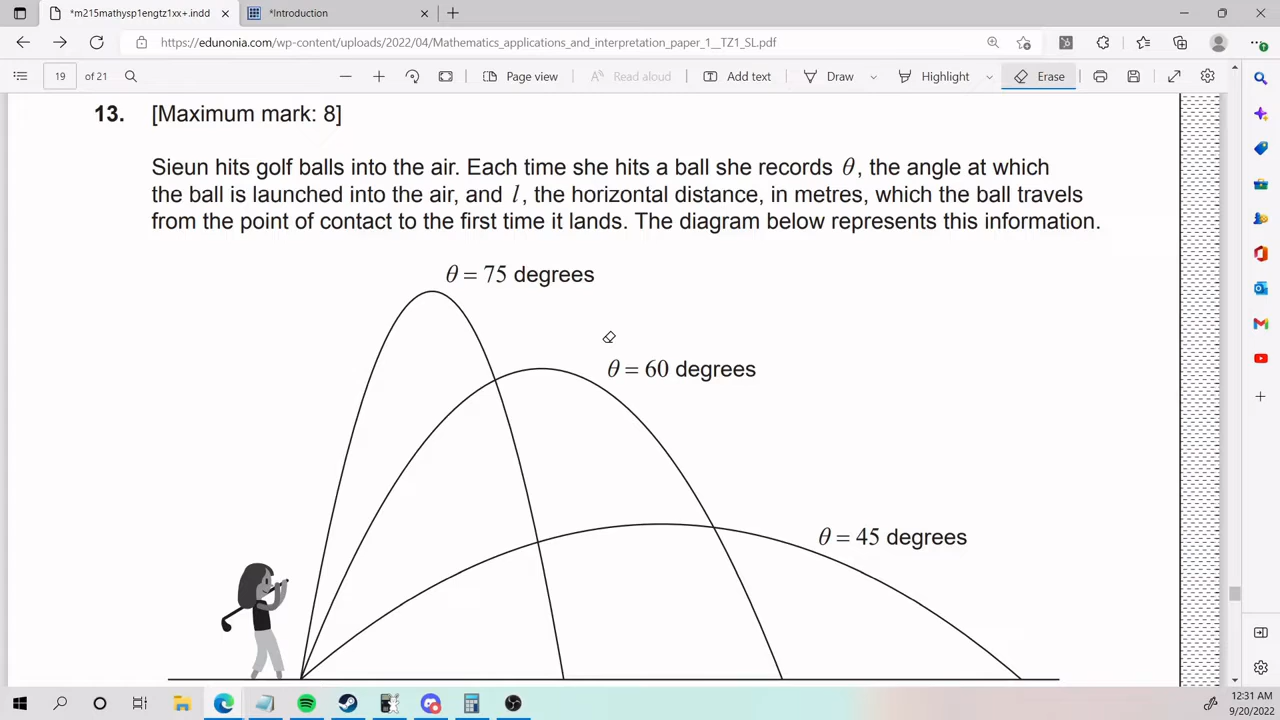 *m215mathysp1engtz1xx+.indd
*Introduction
https://edunonia.com/wp-content/uploads/2022/04/Mathematics_applications_and_interpretation_paper_1__TZ1_SL.pdf
19 of 21
Page view
Read aloud
Add text
Draw
Highlight
Erase
13. [Maximum mark: 8]
Sieun hits golf balls into the air. Each time she hits a ball she records θ, the angle at which
the ball is launched into the air, and l, the horizontal distance, in metres, which the ball travels
from the point of contact to the first time it lands. The diagram below represents this information.
θ = 75 degrees
θ = 60 degrees
θ = 45 degrees
12:31 AM
9/20/2022